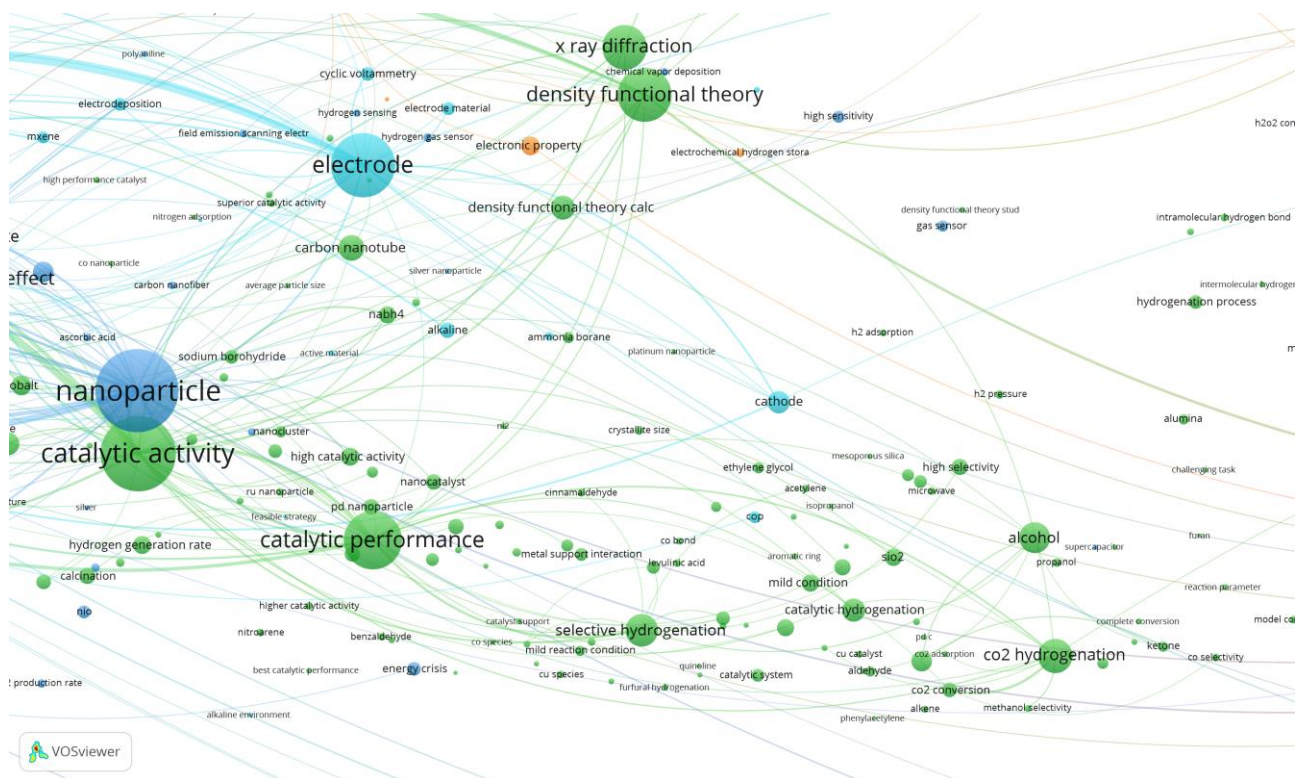 x ray diffraction
polyaniline
cyclic voltammetry
chemical vapor deposition
density functional theory
electrodeposition
hydrogen sensing
electrode material
high sensitivity
h2o2 con
mxene
field emission scanning electr
hydrogen gas sensor
electronic property
electrochemical hydrogen stora
electrode
high performance catalyst
superior catalytic activity
density functional theory calc
nitrogen adsorption
density functional theory stud
intramolecular hydrogen bond
gas sensor
carbon nanotube
co nanoparticle
effect
silver nanoparticle
carbon nanofiber
average particle size
intermolecular hydrogen
hydrogenation process
nabh4
ascorbic acid
alkaline
ammonia borane
h2 adsorption
sodium borohydride
active material
platinum nanoparticle
obalt
nanoparticle
cathode
h2 pressure
alumina
nanocluster
nh2
crystallite size
catalytic activity
high catalytic activity
mesoporous silica
ethylene glycol
high selectivity
challenging task
nanocatalyst
acetylene
microwave
ru nanoparticle
cinnamaldehyde
ture
silver
pd nanoparticle
isopropanol
feasible strategy
cop
catalytic performance
alcohol
supercapacitor
furan
hydrogen generation rate
co bond
metal support interaction
levulinic acid
aromatic ring
sio2
propanol
calcination
mild condition
reaction parameter
higher catalytic activity
catalytic hydrogenation
nio
catalyst support
complete conversion
model co
nitroarene
benzaldehyde
co species
selective hydrogenation
pd c
mild reaction condition
cu catalyst
co2 adsorption
co2 hydrogenation
ketone
co selectivity
best catalytic performance
energy crisis
cu species
quinoline
catalytic system
aldehyde
2 production rate
furfural hydrogenation
co2 conversion
alkene
methanol selectivity
alkaline environment
phenylacetylene
VOSviewer